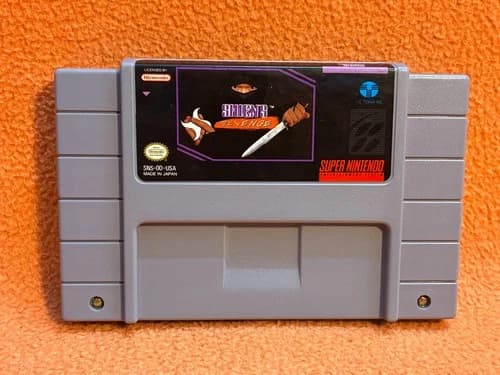 LICENSED BY
Nintendo
SHIEN'S
REVENGE
SNS-00-USA
MADE IN JAPAN
SUPER NINTENDO